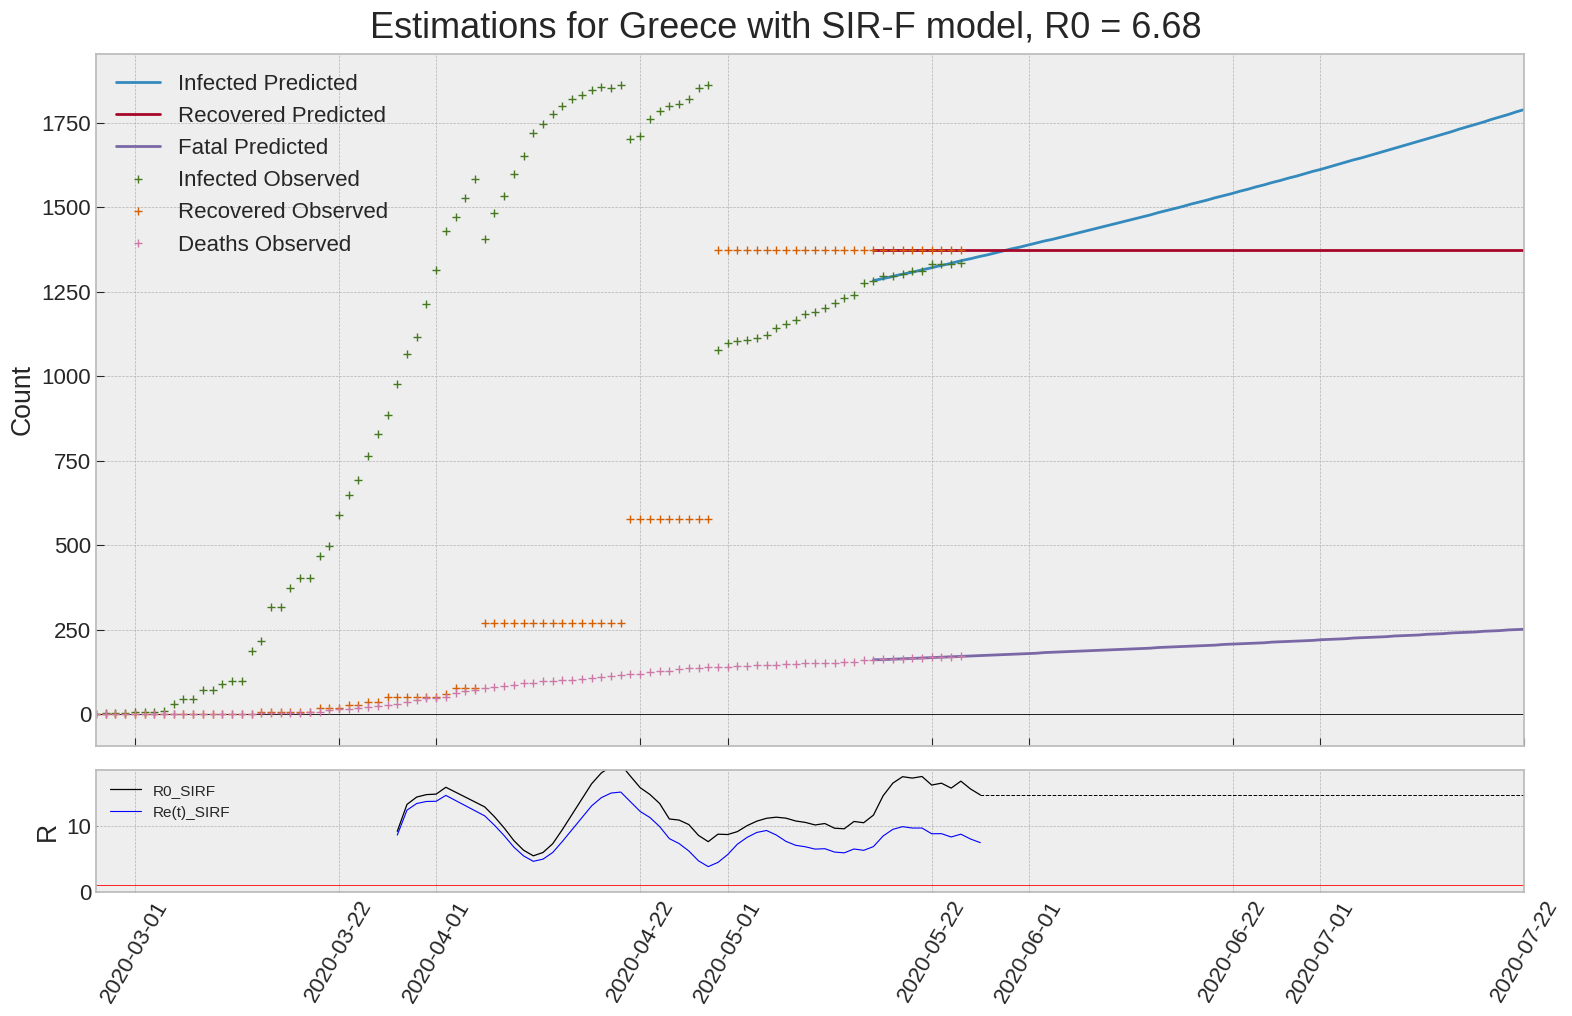 Estimations for Greece with SIR-F model, R0 = 6.68
Infected Predicted
Recovered Predicted
Fatal Predicted
Infected Observed
Recovered Observed
Deaths Observed
Count
1750
1500
1250
1000
750
500
250
0
R0_SIRF
Re(t)_SIRF
R
10
0
2020-03-01
2020-03-22
2020-04-01
2020-04-22
2020-05-01
2020-05-22
2020-06-01
2020-06-22
2020-07-01
2020-07-22